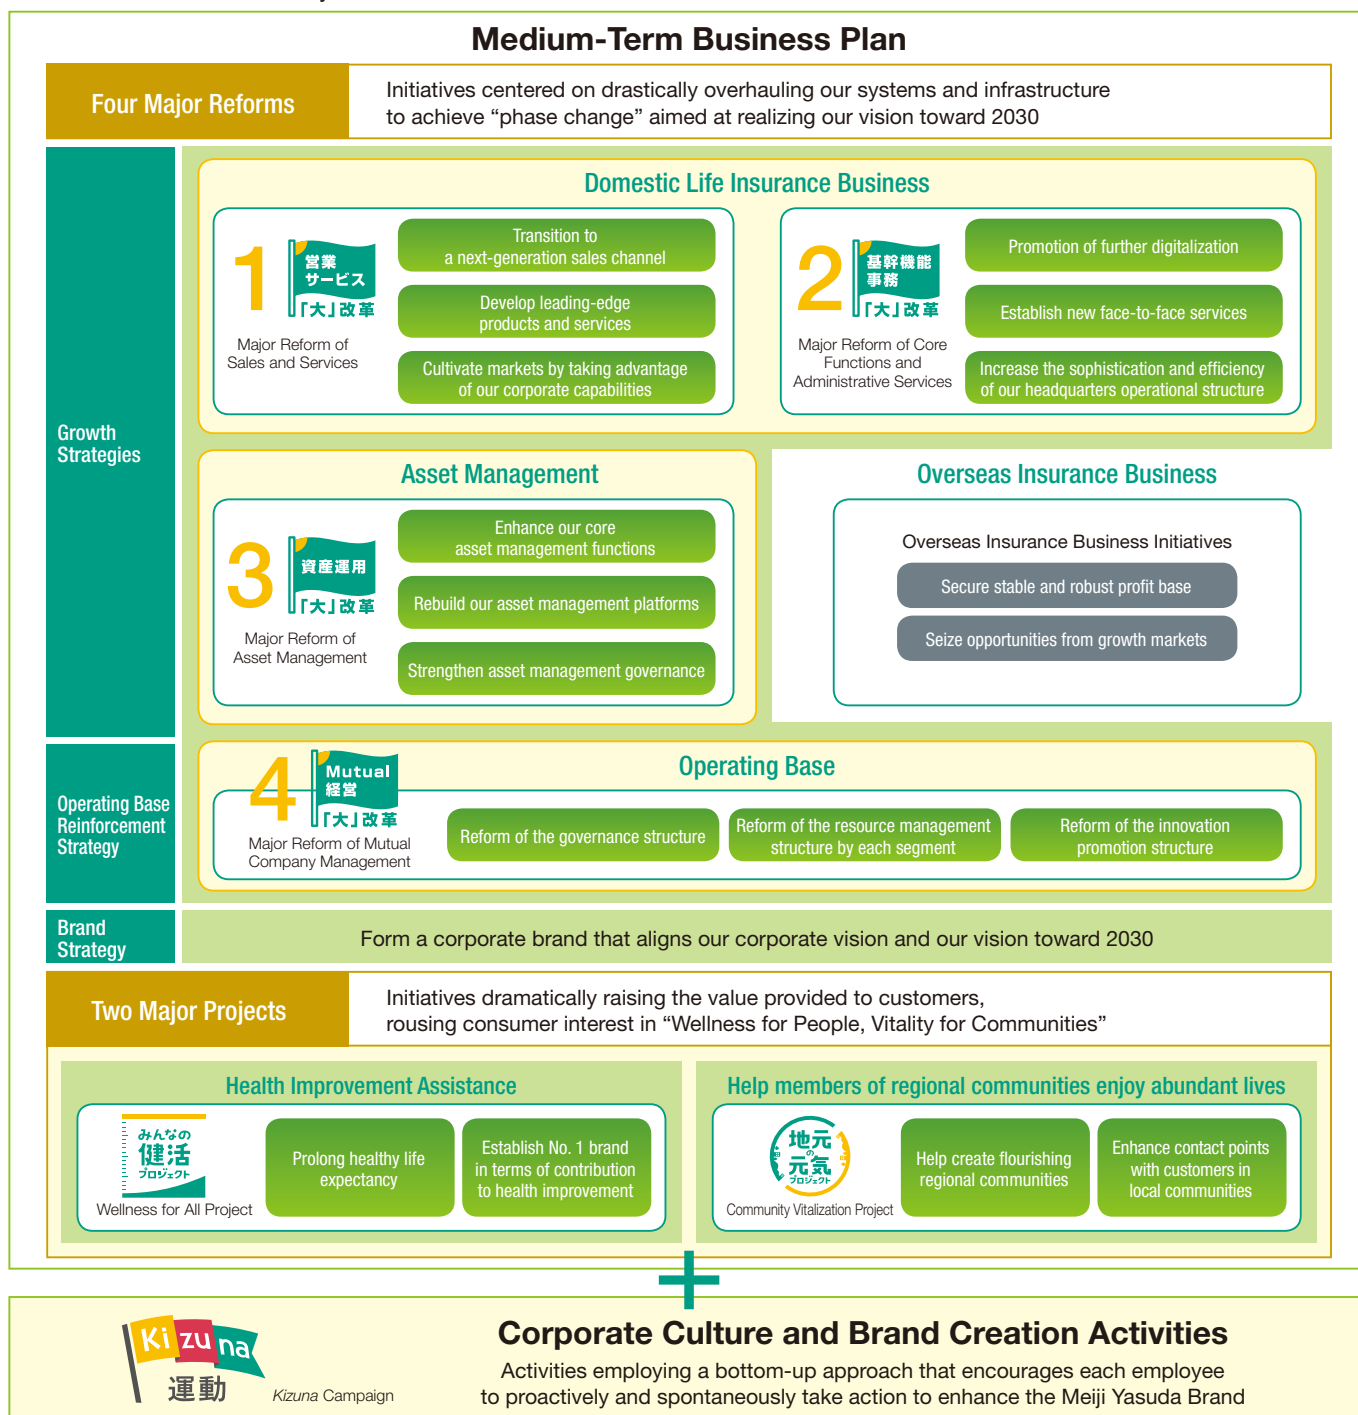 Medium-Term Business Plan
Four Major Reforms
Initiatives centered on drastically overhauling our systems and infrastructure
to achieve “phase change” aimed at realizing our vision toward 2030
Growth
Strategies
Domestic Life Insurance Business
1
営業
サービス
「大」改革
Major Reform of
Sales and Services
Transition to
a next-generation sales channel
Develop leading-edge
products and services
Cultivate markets by taking advantage
of our corporate capabilities
2
基幹機能
事務
「大」改革
Major Reform of Core
Functions and
Administrative Services
Promotion of further digitalization
Establish new face-to-face services
Increase the sophistication and efficiency
of our headquarters operational structure
Asset Management
3
資産運用
「大」改革
Major Reform of
Asset Management
Enhance our core
asset management functions
Rebuild our asset management platforms
Strengthen asset management governance
Overseas Insurance Business
Overseas Insurance Business Initiatives
Secure stable and robust profit base
Seize opportunities from growth markets
Operating Base
Reinforcement
Strategy
Operating Base
4
Mutual
経営
「大」改革
Major Reform of Mutual
Company Management
Reform of the governance structure
Reform of the resource management
structure by each segment
Reform of the innovation
promotion structure
Brand
Strategy
Form a corporate brand that aligns our corporate vision and our vision toward 2030
Two Major Projects
Initiatives dramatically raising the value provided to customers,
rousing consumer interest in “Wellness for People, Vitality for Communities”
Health Improvement Assistance
みんなの
健活
プロジェクト
Wellness for All Project
Prolong healthy life
expectancy
Establish No. 1 brand
in terms of contribution
to health improvement
Help members of regional communities enjoy abundant lives
地元
の
元気
プロジェクト
Community Vitalization Project
Help create flourishing
regional communities
Enhance contact points
with customers in
local communities
+
Kizuna
運動
Kizuna Campaign
Corporate Culture and Brand Creation Activities
Activities employing a bottom-up approach that encourages each employee
to proactively and spontaneously take action to enhance the Meiji Yasuda Brand